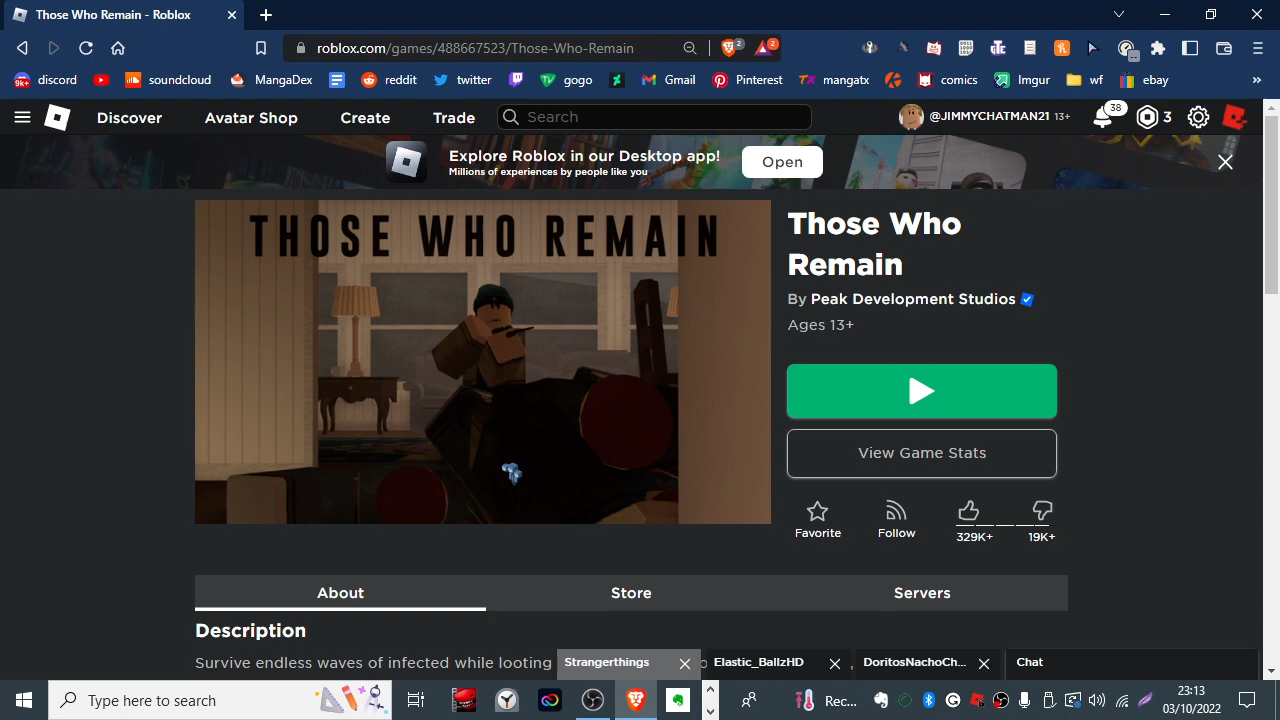 Those Who Remain - Roblox
roblox.com/games/488667523/Those-Who-Remain
2
2
9K+ discord
soundcloud
MangaDex
reddit
twitter
gogo
Gmail
Pinterest
TX mangatx
comics
Imgur
wf
ebay
»
Discover
Avatar Shop
Create
Trade
Search
@JIMMYCHATMAN21 13+
38
3
Explore Roblox in our Desktop app!
Millions of experiences by people like you
Open
THOSE WHO REMAIN
Those Who
Remain
By Peak Development Studios
Ages 13+
View Game Stats
Favorite
Follow
329K+
19K+
About
Store
Servers
Description
Survive endless waves of infected while looting
Strangerthings
Elastic_BallzHD
DoritosNachoCh...
Chat
Type here to search
Rec...
23:13
03/10/2022